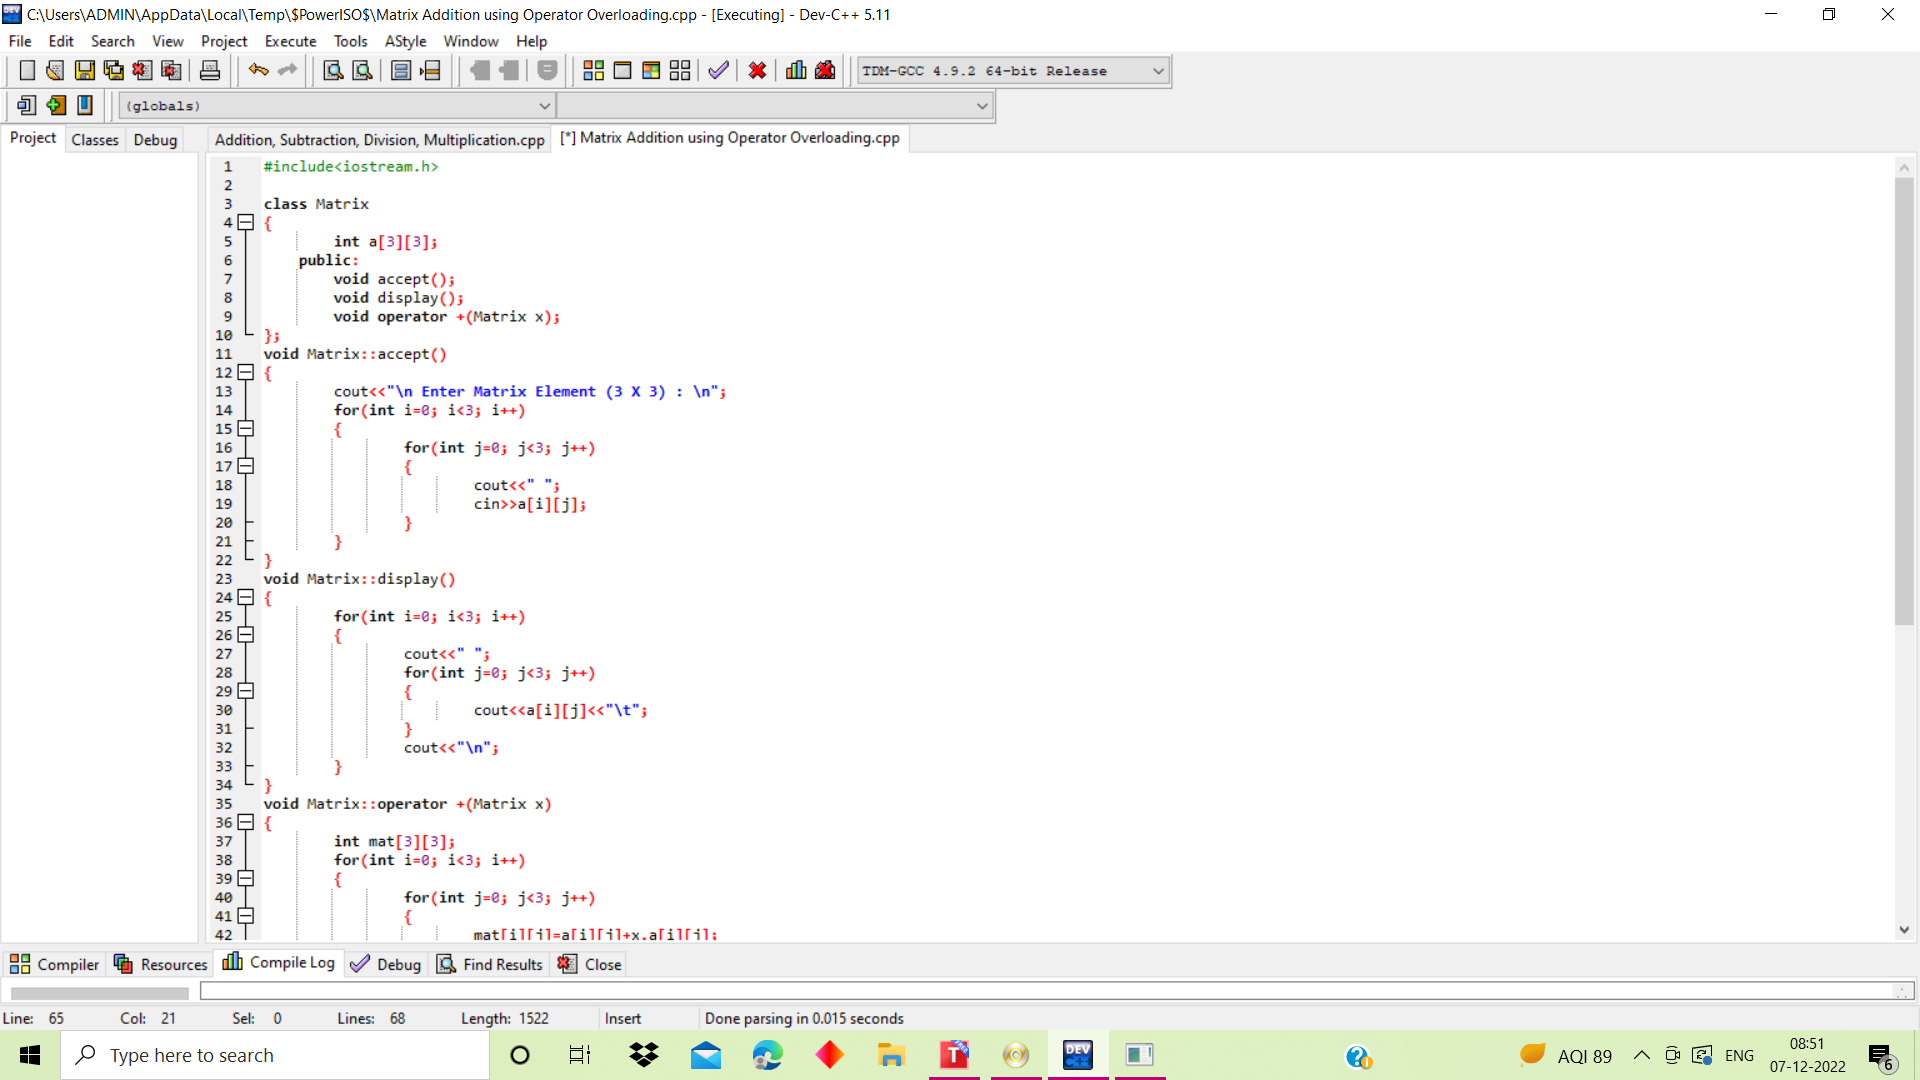 C:\Users\ADMIN\AppData\Local\Temp\$PowerISO$\Matrix Addition using Operator Overloading.cpp - [Executing] - Dev-C++ 5.11
File Edit Search View Project Execute Tools AStyle Window Help
TDM-GCC 4.9.2 64-bit Release
(globals)
Project Classes Debug Addition, Subtraction, Division, Multiplication.cpp [*] Matrix Addition using Operator Overloading.cpp
1 #include<iostream.h>
2
3 class Matrix
4 {
5 int a[3][3];
6 public:
7 void accept();
8 void display();
9 void operator +(Matrix x);
10 };
11 void Matrix::accept()
12 {
13 cout<<"\n Enter Matrix Element (3 X 3) : \n";
14 for(int i=0; i<3; i++)
15 {
16 for(int j=0; j<3; j++)
17 {
18 cout<<" ";
19 cin>>a[i][j];
20 }
21 }
22 }
23 void Matrix::display()
24 {
25 for(int i=0; i<3; i++)
26 {
27 cout<<" ";
28 for(int j=0; j<3; j++)
29 {
30 cout<<a[i][j]<<"\t";
31 }
32 cout<<"\n";
33 }
34 }
35 void Matrix::operator +(Matrix x)
36 {
37 int mat[3][3];
38 for(int i=0; i<3; i++)
39 {
40 for(int j=0; j<3; j++)
41 {
42 mat[i][j]=a[i][j]+x.a[i][j];
Compiler Resources Compile Log Debug Find Results Close
Line: 65 Col: 21 Sel: 0 Lines: 68 Length: 1522 Insert Done parsing in 0.015 seconds
Type here to search
DEV
AQI 89
ENG
08:51
07-12-2022
6